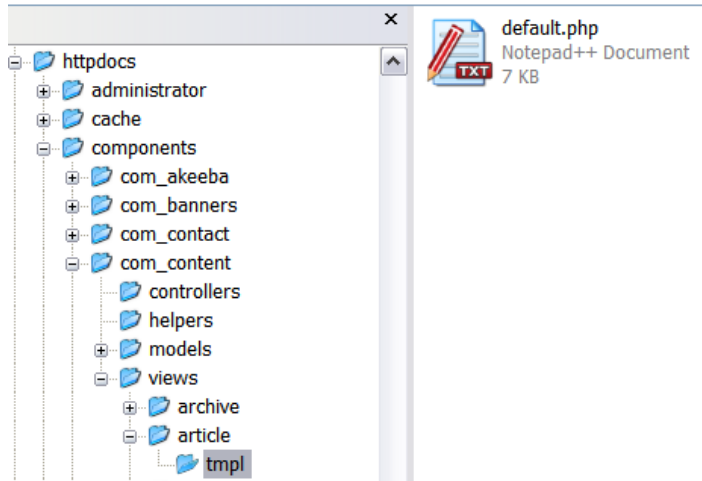 httpdocs
administrator
cache
components
com_akeeba
com_banners
com_contact
com_content
controllers
helpers
models
views
archive
article
tmpl
default.php
Notepad++ Document
7 KB
TXT